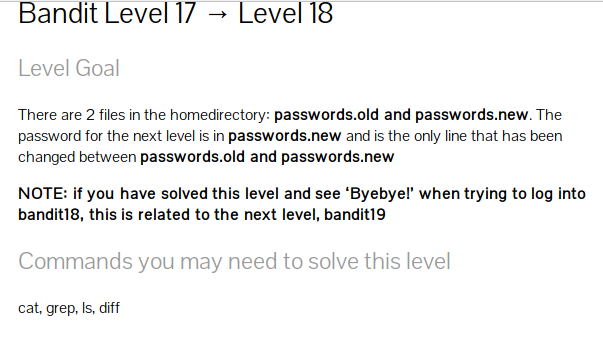 Bandit Level 17 → Level 18
Level Goal
There are 2 files in the homedirectory: passwords.old and passwords.new. The
password for the next level is in passwords.new and is the only line that has been
changed between passwords.old and passwords.new
NOTE: if you have solved this level and see ‘Byebye!’ when trying to log into
bandit18, this is related to the next level, bandit19
Commands you may need to solve this level
cat, grep, ls, diff